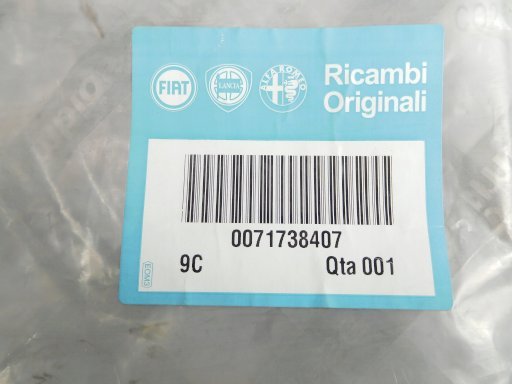 FIAT
LANCIA
ALFA ROMEO
Ricambi
Originali
0071738407
9C
Qta 001